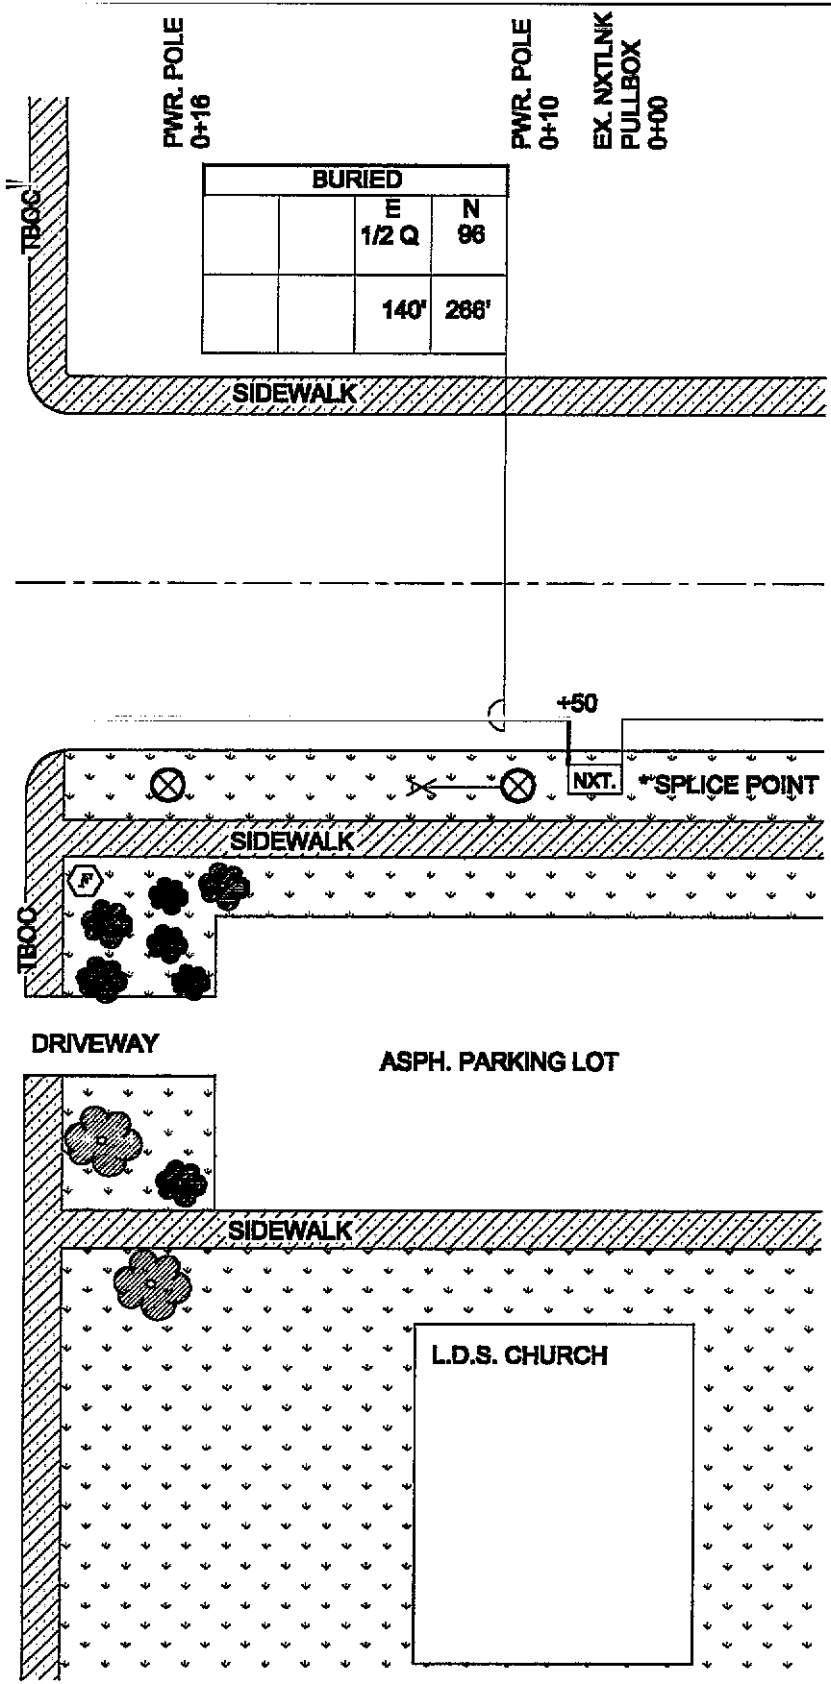 PWR. POLE
0+16
PWR. POLE
0+10
EX. NXTLNK
PULLBOX
0+00
TBOC
BURIED
E N
1/2 Q 96
140' 266'
SIDEWALK
+50
NXT.
*SPLICE POINT
SIDEWALK
F
TBOC
DRIVEWAY
ASPH. PARKING LOT
SIDEWALK
L.D.S. CHURCH